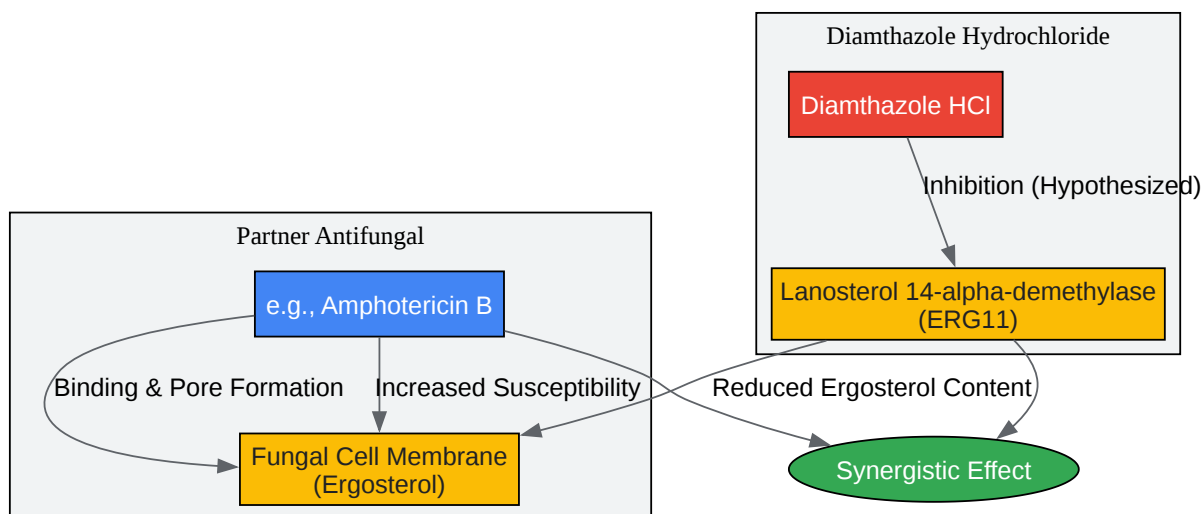 Diamthazole Hydrochloride
Diamthazole HCl
Inhibition (Hypothesized)
Partner Antifungal
e.g., Amphotericin B
Lanosterol 14-alpha-demethylase
(ERG11)
Binding & Pore Formation
Increased Susceptibility
Reduced Ergosterol Content
Fungal Cell Membrane
(Ergosterol)
Synergistic Effect